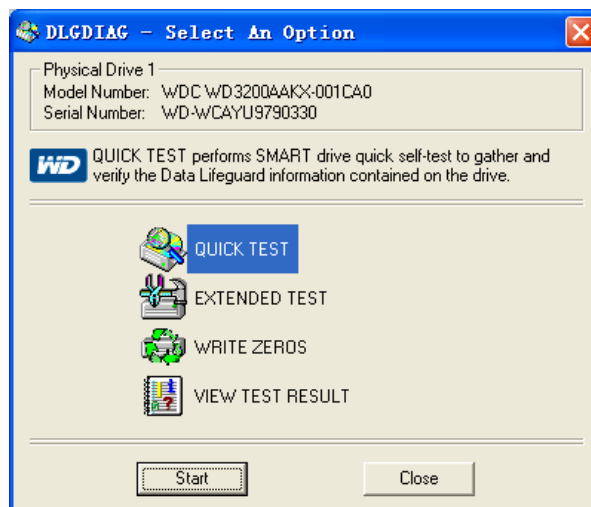 DLGDIAG - Select An Option
Physical Drive 1
Model Number: WDC WD3200AAKX-001CA0
Serial Number: WD-WCAYU9790330
WD
QUICK TEST performs SMART drive quick self-test to gather and
verify the Data Lifeguard information contained on the drive.
QUICK TEST
EXTENDED TEST
WRITE ZEROS
VIEW TEST RESULT
Start Close